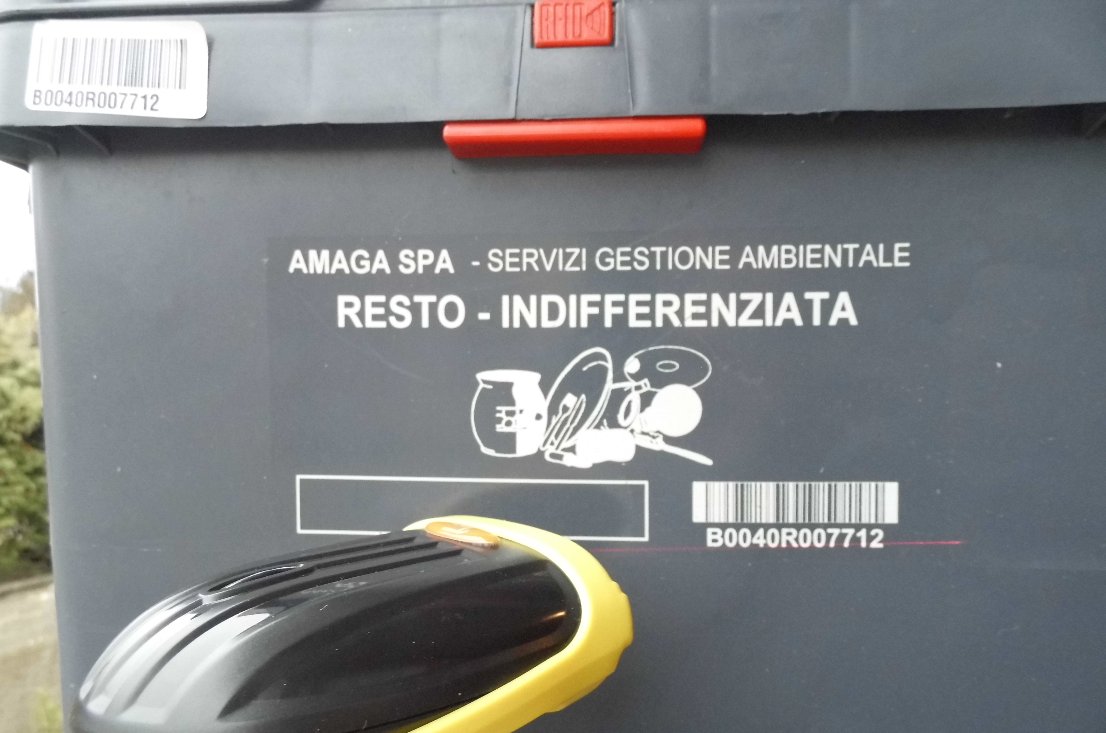 RFID
B0040R007712
AMAGA SPA - SERVIZI GESTIONE AMBIENTALE
RESTO - INDIFFERENZIATA
B0040R007712